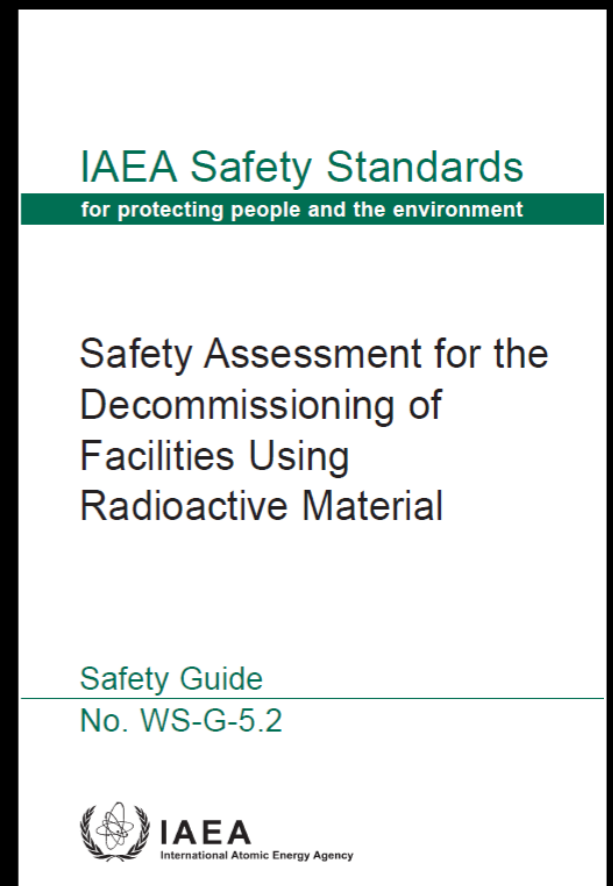 IAEA Safety Standards
for protecting people and the environment
Safety Assessment for the
Decommissioning of
Facilities Using
Radioactive Material
Safety Guide
No. WS-G-5.2
IAEA
International Atomic Energy Agency